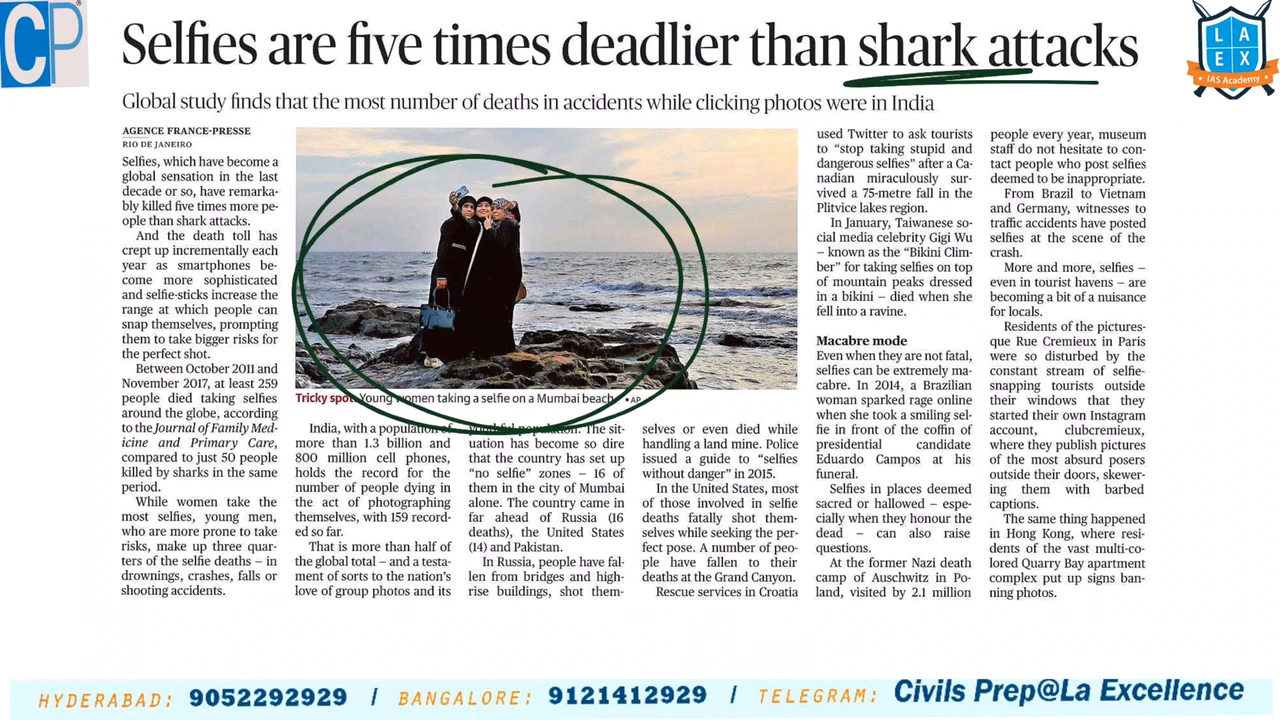 CP
Selfies are five times deadlier than shark attacks
LA
EX
IAS Academy
Global study finds that the most number of deaths in accidents while clicking photos were in India
AGENCE FRANCE-PRESSE
RIO DE JANEIRO
Selfies, which have become a
global sensation in the last
decade or so, have remarka-
bly killed five times more peo-
ple than shark attacks.
And the death toll has
crept up incrementally each
year as smartphones be-
come more sophisticated
and selfie-sticks increase the
range at which people can
snap themselves, prompting
them to take bigger risks for
the perfect shot.
Between October 2011 and
November 2017, at least 259
people died taking selfies
around the globe, according
to the Journal of Family Med-
icine and Primary Care,
compared to just 50 people
killed by sharks in the same
period.
While women take the
most selfies, young men,
who are more prone to take
risks, make up three quar-
ters of the selfie deaths – in
drownings, crashes, falls or
shooting accidents.
Tricky spot: Young women taking a selfie on a Mumbai beach. • AP
India, with a population of
more than 1.3 billion and
800 million cell phones,
holds the record for the
number of people dying in
the act of photographing
themselves, with 159 record-
ed so far.
That is more than half of
the global total – and a testa-
ment of sorts to the nation's
love of group photos and its
youthful population. The sit-
uation has become so dire
that the country has set up
“no selfie” zones – 16 of
them in the city of Mumbai
alone. The country came in
far ahead of Russia (16
deaths), the United States
(14) and Pakistan.
In Russia, people have fal-
len from bridges and high-
rise buildings, shot them-
selves or even died while
handling a land mine. Police
issued a guide to “selfies
without danger” in 2015.
In the United States, most
of those involved in selfie
deaths fatally shot them-
selves while seeking the per-
fect pose. A number of peo-
ple have fallen to their
deaths at the Grand Canyon.
Rescue services in Croatia
used Twitter to ask tourists
to “stop taking stupid and
dangerous selfies” after a Ca-
nadian miraculously sur-
vived a 75-metre fall in the
Plitvice lakes region.
In January, Taiwanese so-
cial media celebrity Gigi Wu
– known as the “Bikini Clim-
ber” for taking selfies on top
of mountain peaks dressed
in a bikini – died when she
fell into a ravine.
Macabre mode
Even when they are not fatal,
selfies can be extremely ma-
cabre. In 2014, a Brazilian
woman sparked rage online
when she took a smiling sel-
fie in front of the coffin of
presidential candidate
Eduardo Campos at his
funeral.
Selfies in places deemed
sacred or hallowed – espe-
cially when they honour the
dead – can also raise
questions.
At the former Nazi death
camp of Auschwitz in Po-
land, visited by 2.1 million
people every year, museum
staff do not hesitate to con-
tact people who post selfies
deemed to be inappropriate.
From Brazil to Vietnam
and Germany, witnesses to
traffic accidents have posted
selfies at the scene of the
crash.
More and more, selfies –
even in tourist havens – are
becoming a bit of a nuisance
for locals.
Residents of the pictures-
que Rue Cremieux in Paris
were so disturbed by the
constant stream of selfie-
snapping tourists outside
their windows that they
started their own Instagram
account, clubcremieux,
where they publish pictures
of the most absurd posers
outside their doors, skewer-
ing them with barbed
captions.
The same thing happened
in Hong Kong, where resi-
dents of the vast multi-co-
lored Quarry Bay apartment
complex put up signs ban-
ning photos.
HYDERABAD: 9052292929 / BANGALORE: 9121412929 / TELEGRAM: Civils Prep@La Excellence